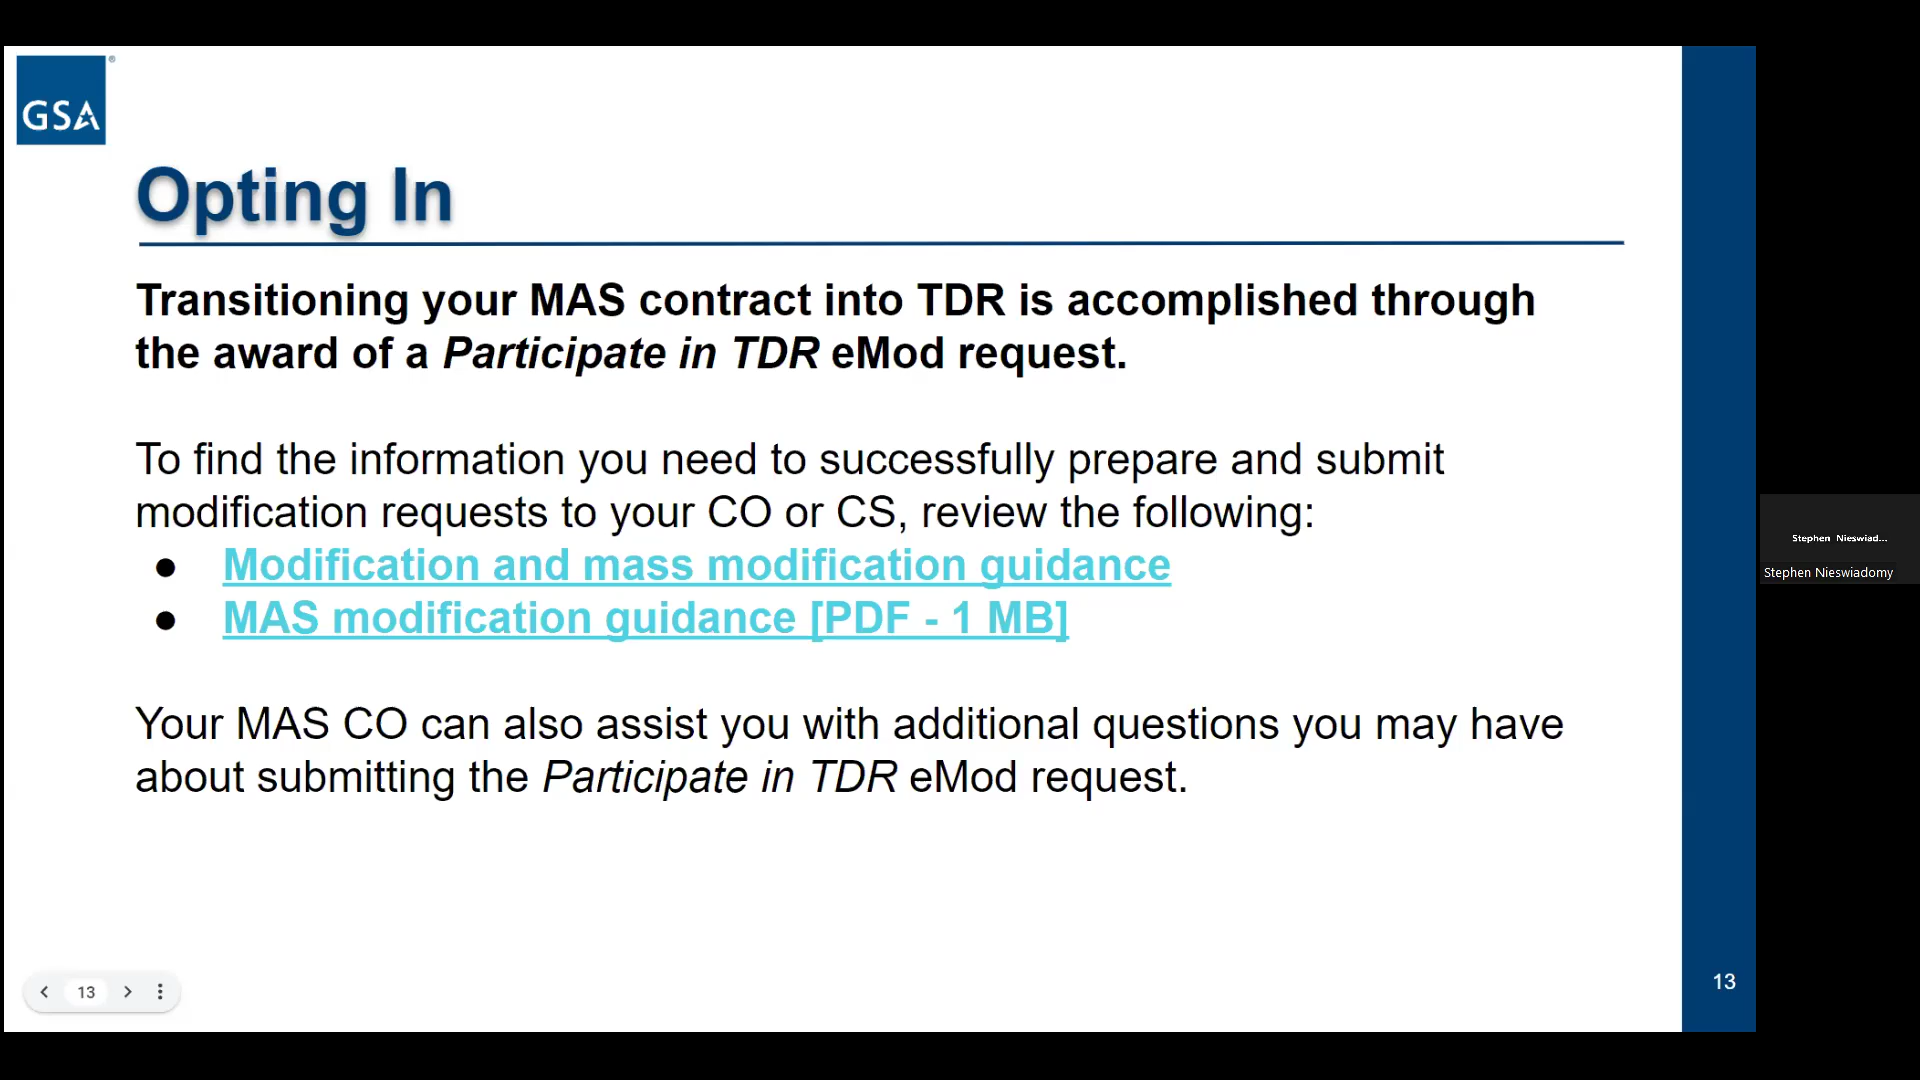 GSA
®
Opting In
Transitioning your MAS contract into TDR is accomplished through
the award of a Participate in TDR eMod request.
To find the information you need to successfully prepare and submit
modification requests to your CO or CS, review the following:
● Modification and mass modification guidance
● MAS modification guidance [PDF - 1 MB]
Your MAS CO can also assist you with additional questions you may have
about submitting the Participate in TDR eMod request.
13
13
Stephen Nieswiad...
Stephen Nieswiadomy